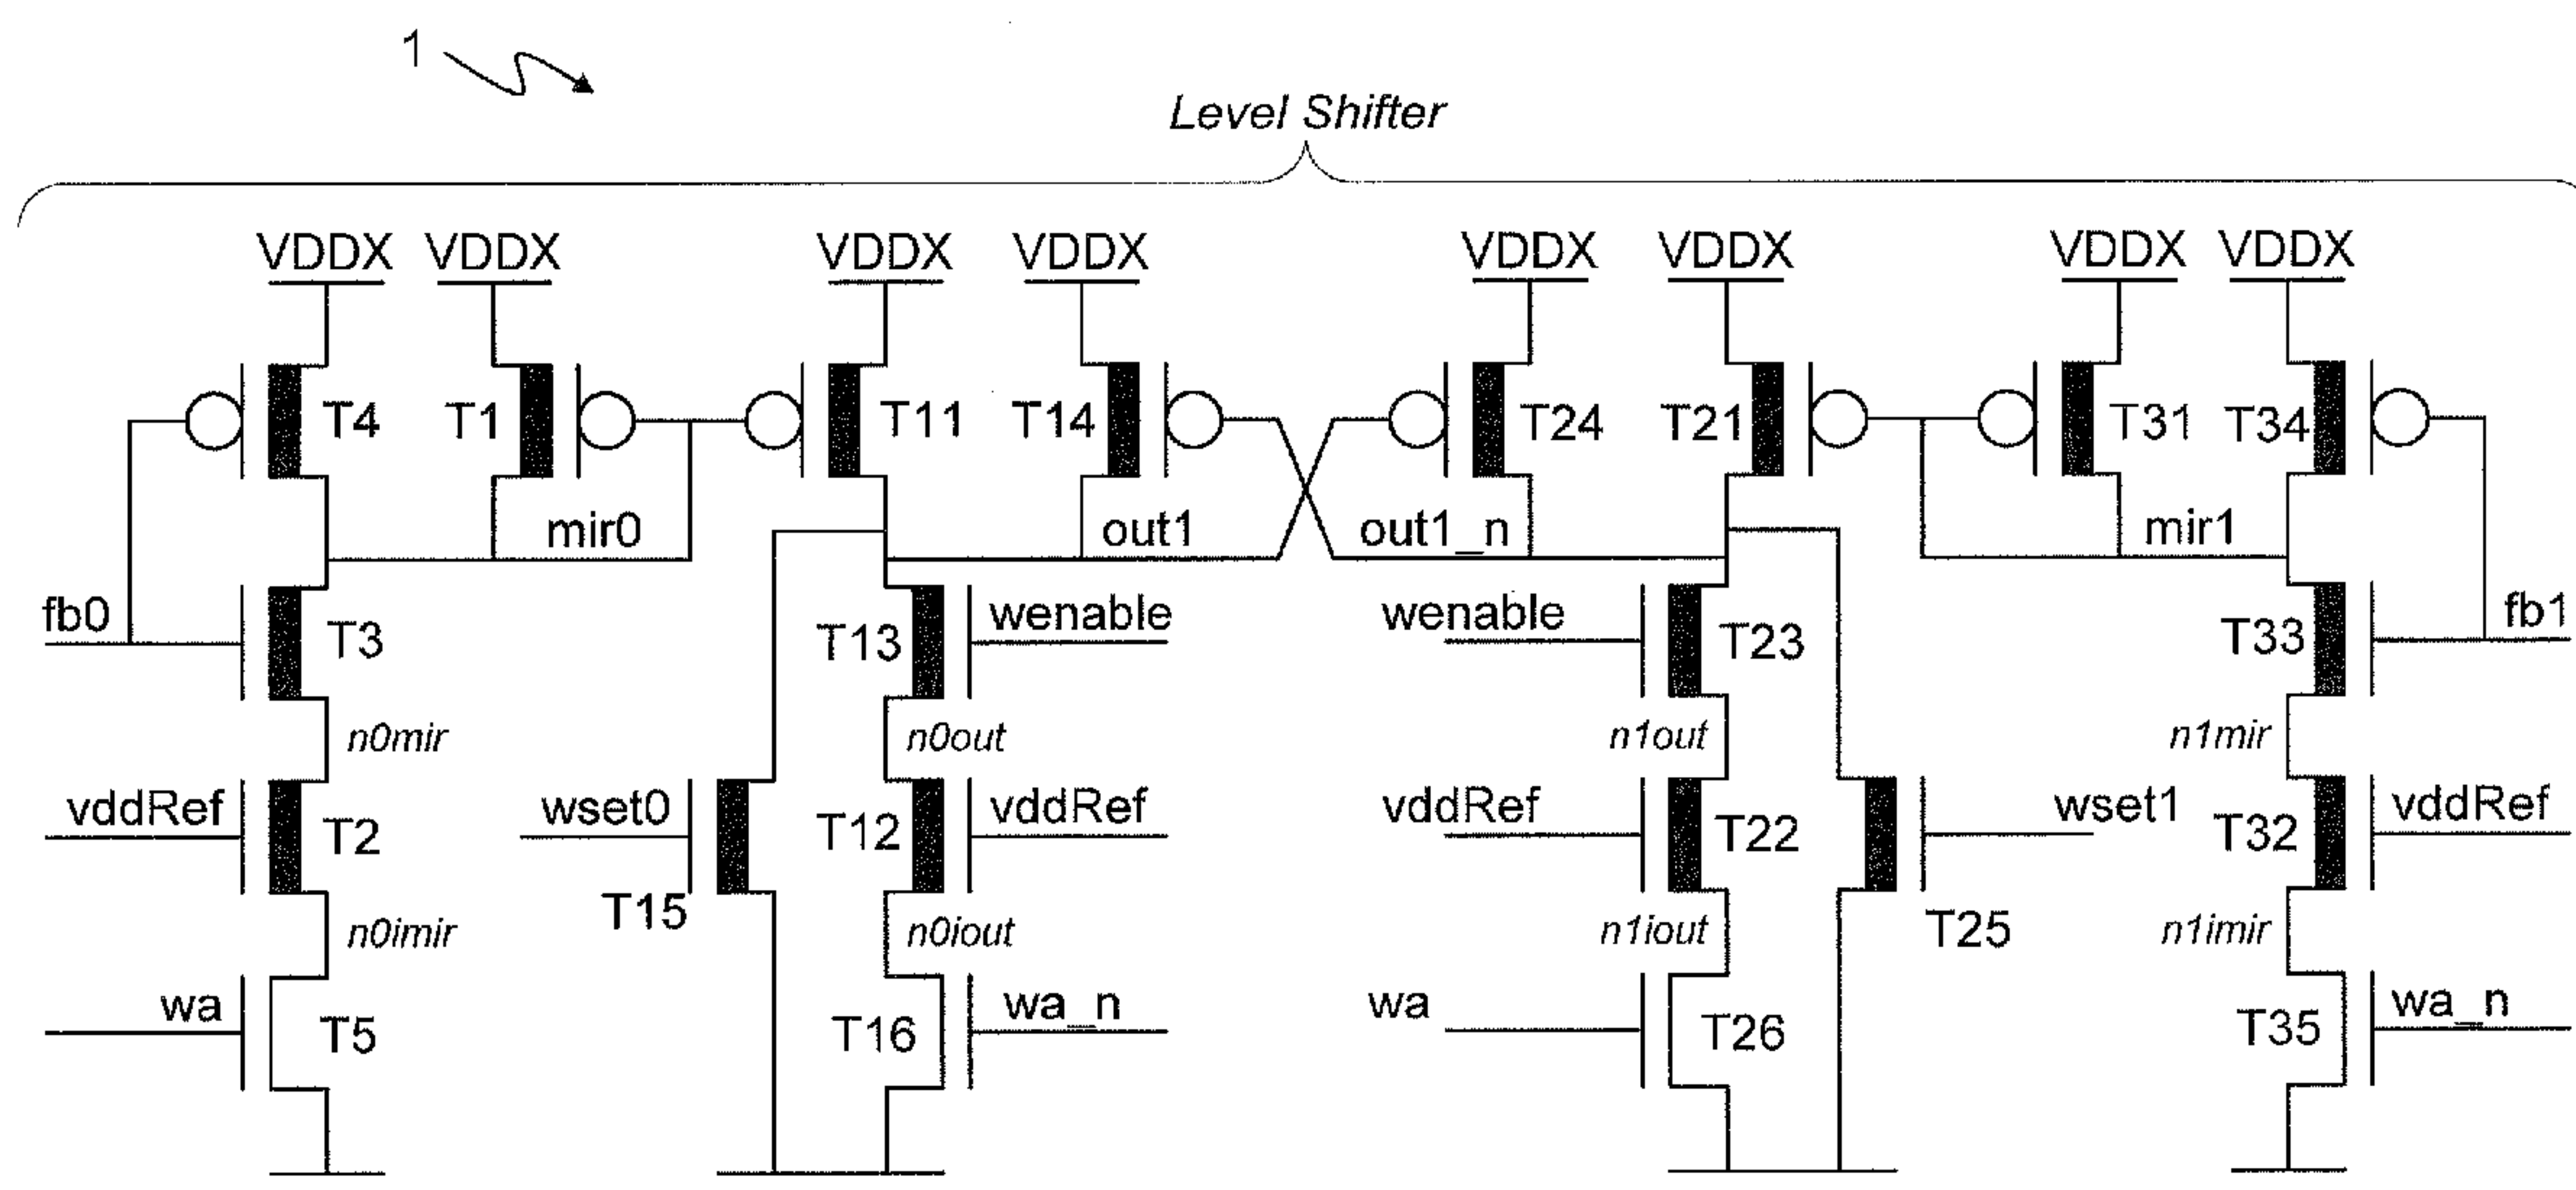 1
Level Shifter
VDDX VDDX VDDX VDDX VDDX VDDX VDDX VDDX
T4 T1 T11 T14 T24 T21 T31 T34
mir0 out1 out1_n mir1
fb0 T3 T13 wenable wenable T23 T33 fb1
n0mir n0out n1out n1mir
vddRef T2 wset0 T12 vddRef vddRef T22 wset1 T32 vddRef
T15 T25
n0imir n0iout n1iout n1imir
wa T5 T16 wa_n wa T26 T35 wa_n